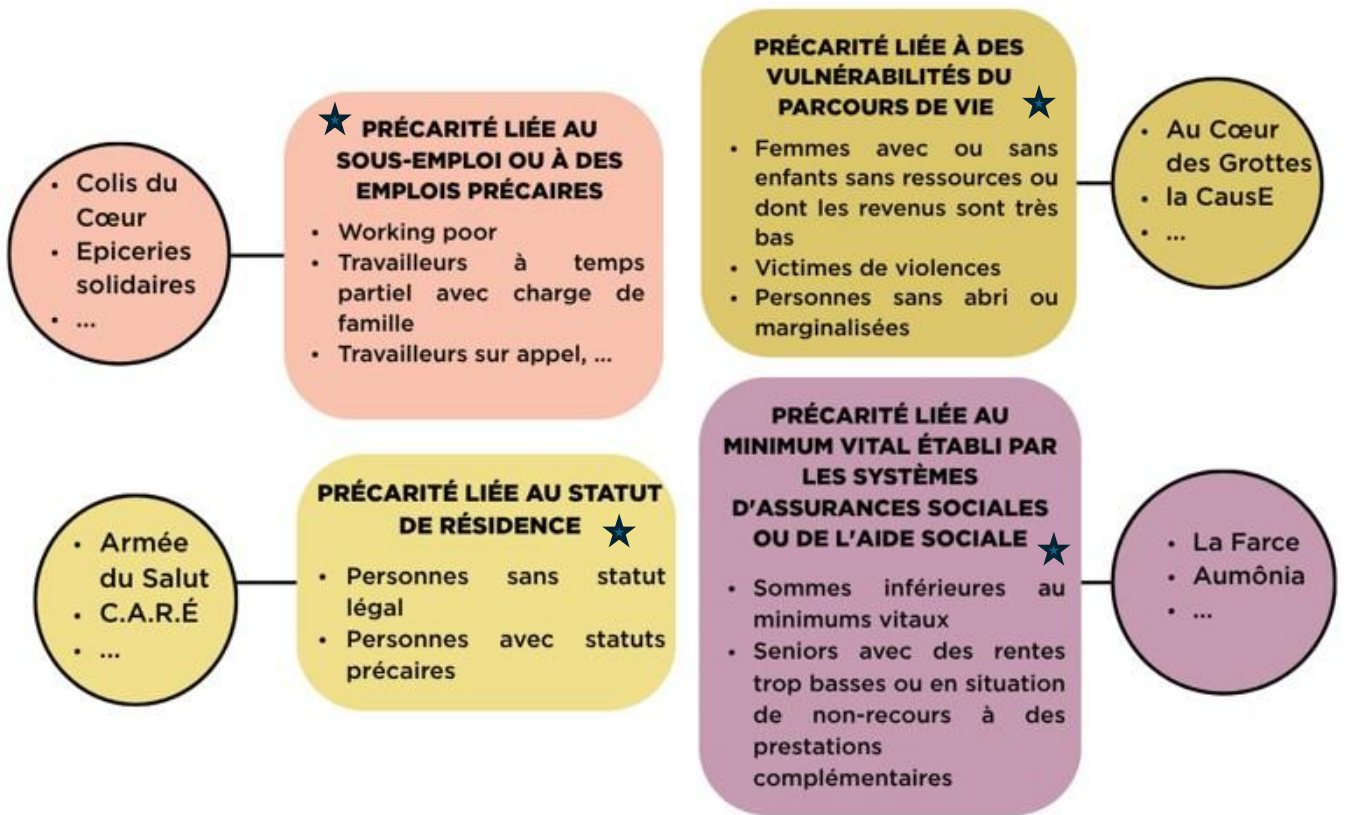 • Colis du
Cœur
• Epiceries
solidaires
• ...
PRÉCARITÉ LIÉE AU
SOUS-EMPLOI OU À DES
EMPLOIS PRÉCAIRES
• Working poor
• Travailleurs à temps
partiel avec charge de
famille
• Travailleurs sur appel, ...
PRÉCARITÉ LIÉE À DES
VULNÉRABILITÉS DU
PARCOURS DE VIE
• Femmes avec ou sans
enfants sans ressources ou
dont les revenus sont très
bas
• Victimes de violences
• Personnes sans abri ou
marginalisées
• Au Cœur
des Grottes
• la CausE
• ...
• Armée
du Salut
• C.A.R.É
• ...
PRÉCARITÉ LIÉE AU STATUT
DE RÉSIDENCE
• Personnes sans statut
légal
• Personnes avec statuts
précaires
PRÉCARITÉ LIÉE AU
MINIMUM VITAL ÉTABLI PAR
LES SYSTÈMES
D'ASSURANCES SOCIALES
OU DE L'AIDE SOCIALE
• Sommes inférieures au
minimums vitaux
• Seniors avec des rentes
trop basses ou en situation
de non-recours à des
prestations
complémentaires
• La Farce
• Aumônia
• ...